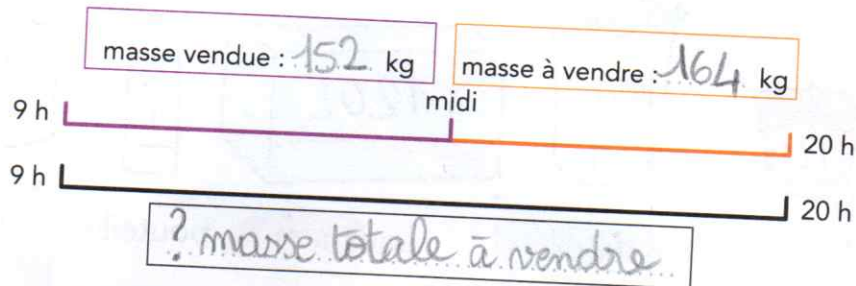 masse vendue : 152 kg
masse à vendre : 164 kg
midi
9 h
20 h
9 h
20 h
? masse totale à vendre